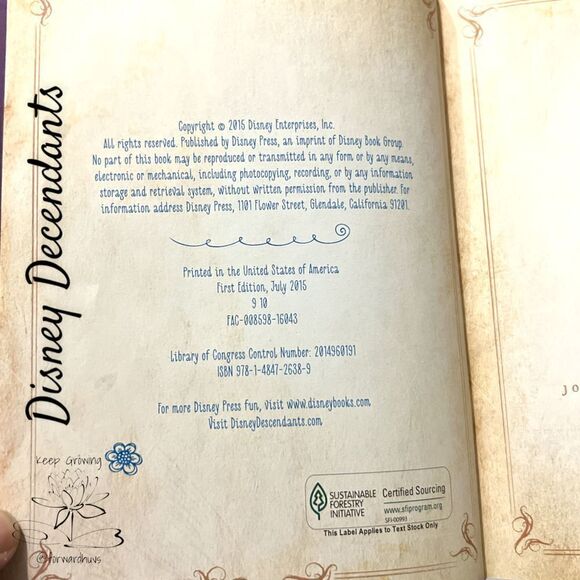 Disney Decendants
Copyright © 2015 Disney Enterprises, Inc.
All rights reserved. Published by Disney Press, an imprint of Disney Book Group.
No part of this book may be reproduced or transmitted in any form or by any means,
electronic or mechanical, including photocopying, recording, or by any information
storage and retrieval system, without written permission from the publisher. For
information address Disney Press, 1101 Flower Street, Glendale, California 91201.
Printed in the United States of America
First Edition, July 2015
9 10
FAC-008598-16043
Library of Congress Control Number: 2014960191
ISBN 978-1-4847-2638-9
For more Disney Press fun, visit www.disneybooks.com
Visit DisneyDescendants.com
Keep Growing
@forwardhuvs
SUSTAINABLE
FORESTRY
INITIATIVE
Certified Sourcing
www.sfiprogram.org
SFI-00993
This Label Applies to Text Stock Only
JO